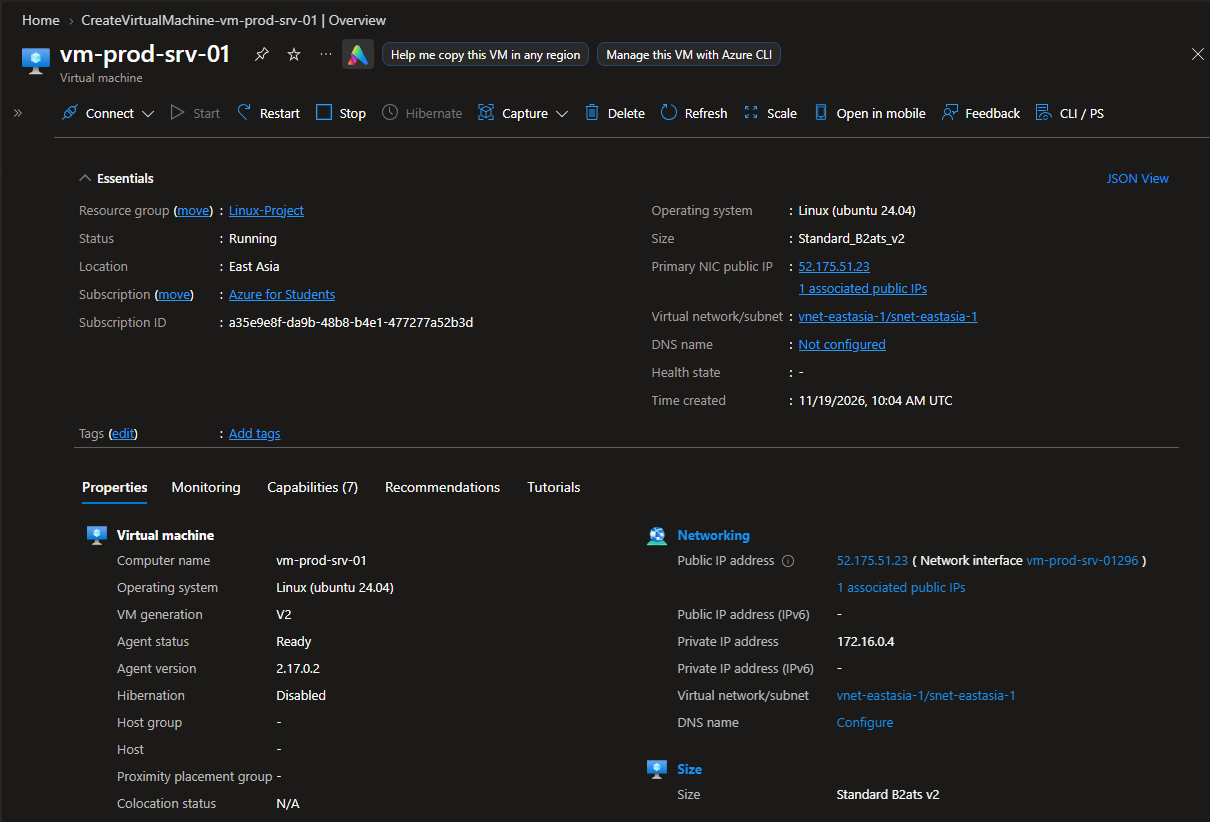 Home > CreateVirtualMachine-vm-prod-srv-01 | Overview
vm-prod-srv-01
Virtual machine
Help me copy this VM in any region
Manage this VM with Azure CLI
Connect Start Restart Stop Hibernate Capture Delete Refresh Scale Open in mobile Feedback CLI / PS
Essentials
JSON View
Resource group (move) : Linux-Project
Status : Running
Location : East Asia
Subscription (move) : Azure for Students
Subscription ID : a35e9e8f-da9b-48b8-b4e1-477277a52b3d
Operating system : Linux (ubuntu 24.04)
Size : Standard_B2ats_v2
Primary NIC public IP : 52.175.51.23
1 associated public IPs
Virtual network/subnet : vnet-eastasia-1/snet-eastasia-1
DNS name : Not configured
Health state : -
Time created : 11/19/2026, 10:04 AM UTC
Tags (edit) : Add tags
Properties Monitoring Capabilities (7) Recommendations Tutorials
Virtual machine
Computer name vm-prod-srv-01
Operating system Linux (ubuntu 24.04)
VM generation V2
Agent status Ready
Agent version 2.17.0.2
Hibernation Disabled
Host group -
Host -
Proximity placement group -
Colocation status N/A
Networking
Public IP address 52.175.51.23 ( Network interface vm-prod-srv-01296 )
1 associated public IPs
Public IP address (IPv6) -
Private IP address 172.16.0.4
Private IP address (IPv6) -
Virtual network/subnet vnet-eastasia-1/snet-eastasia-1
DNS name Configure
Size
Size Standard B2ats v2